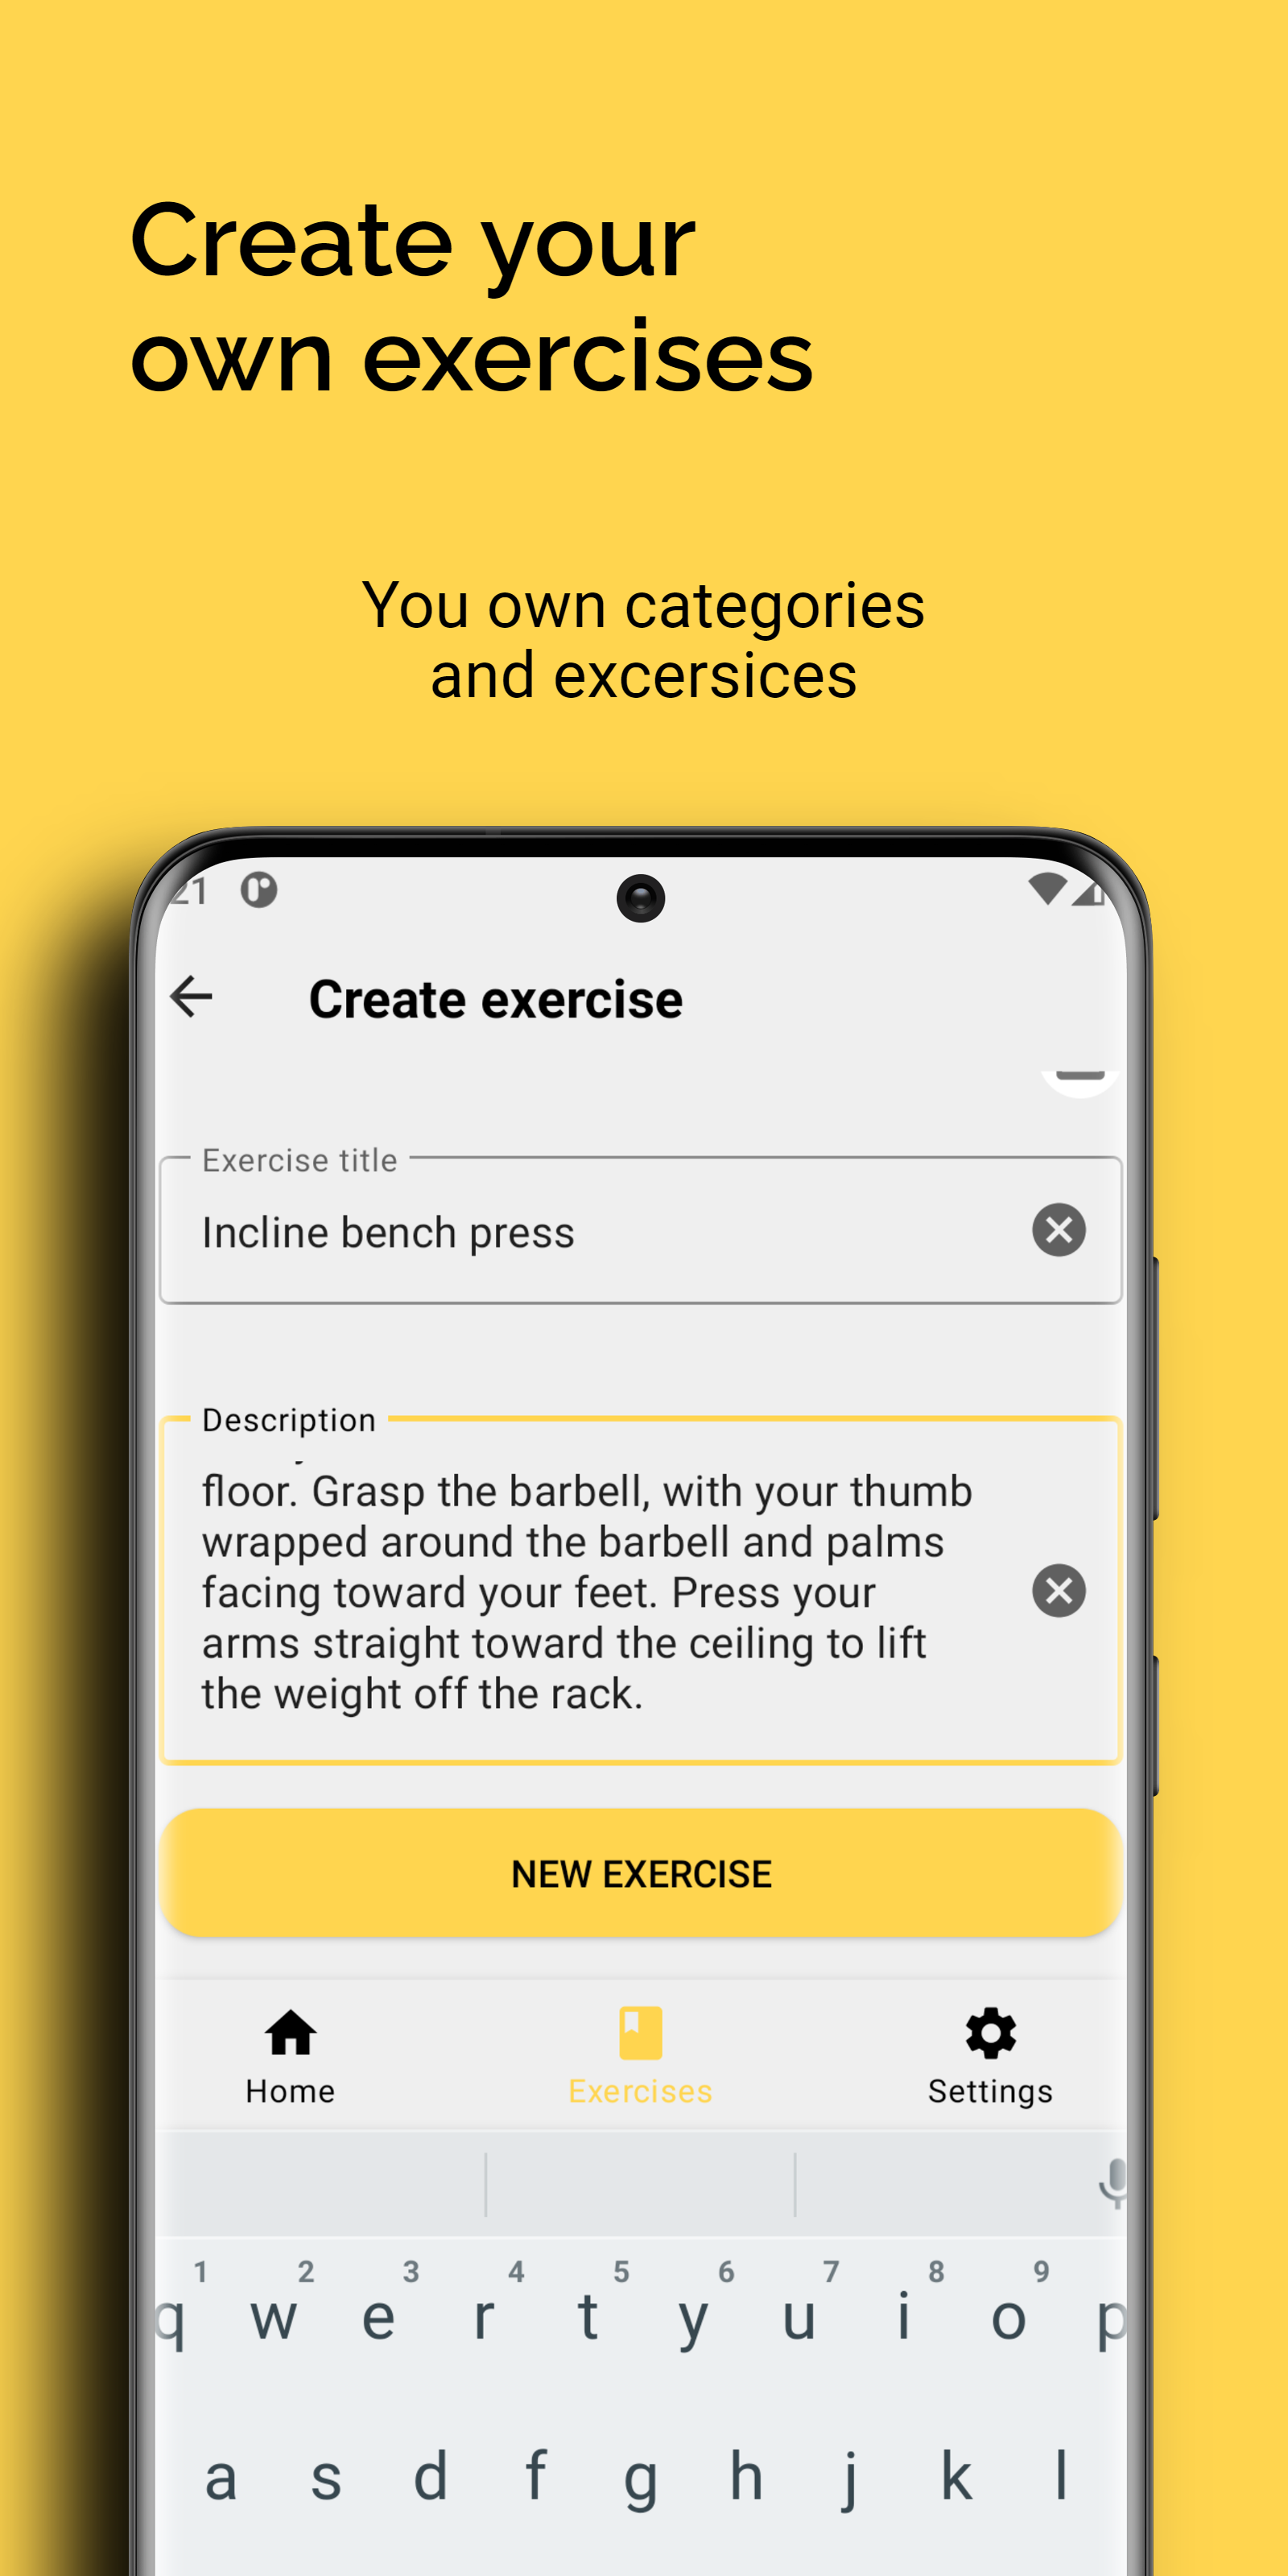 Create your
own exercises
You own categories
and excersices
21
Create exercise
Exercise title
Incline bench press
Description
floor. Grasp the barbell, with your thumb
wrapped around the barbell and palms
facing toward your feet. Press your
arms straight toward the ceiling to lift
the weight off the rack.
NEW EXERCISE
Home Exercises Settings
1 2 3 4 5 6 7 8 9
q w e r t y u i o p
a s d f g h j k l